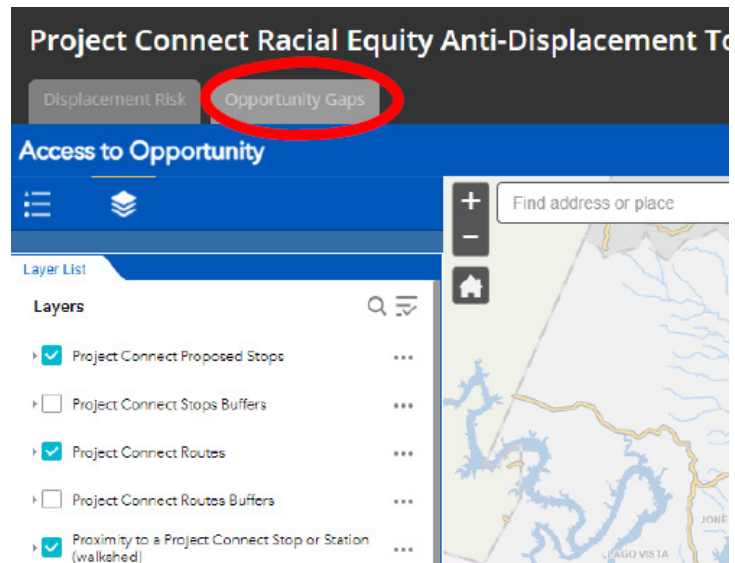 Project Connect Racial Equity Anti-Displacement To
Displacement Risk
Opportunity Gaps
Access to Opportunity
+
Find address or place
−
Layer List
Layers
Project Connect Proposed Stops
Project Connect Stops Buffers
Project Connect Routes
Project Connect Routes Buffers
Proximity to a Project Connect Stop or Station
(walkshed)
JONE
LAGO VISTA